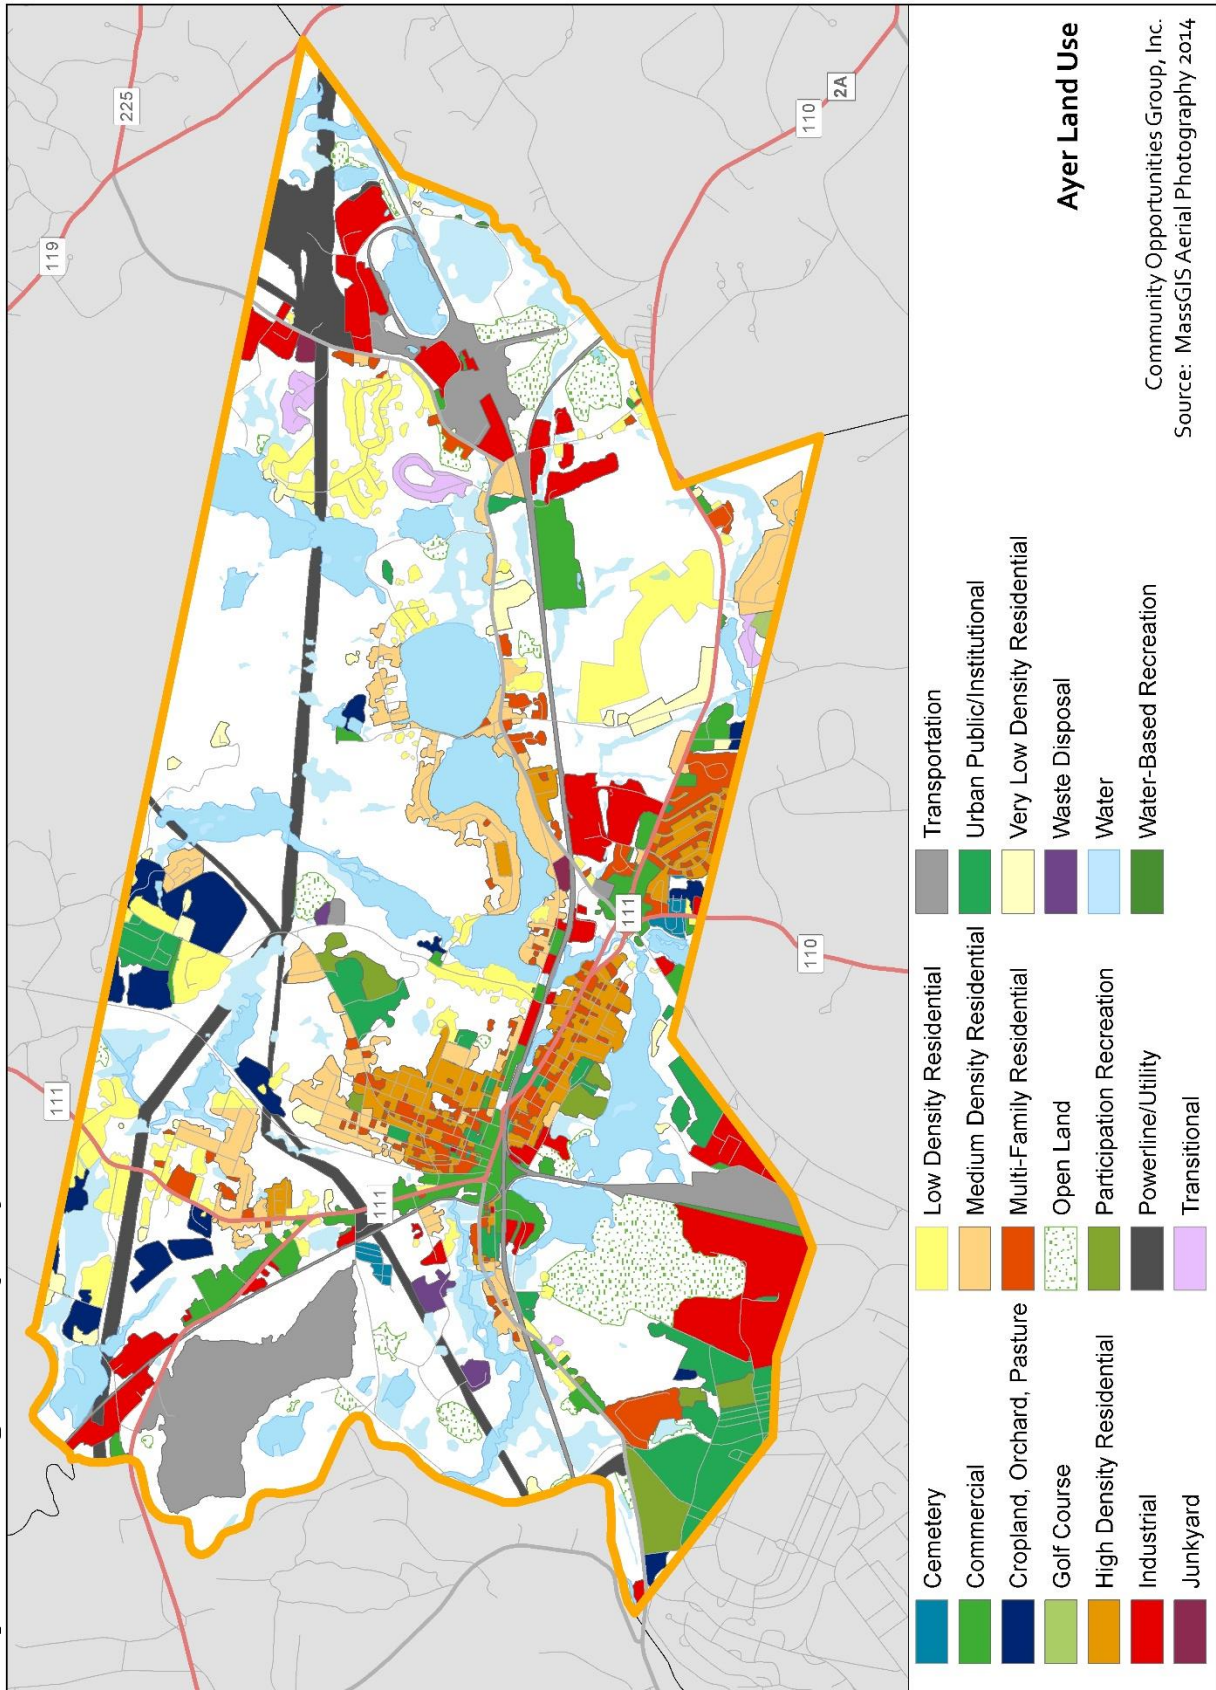 111
119
225
111
111
110
110
2A
Cemetery
Commercial
Cropland, Orchard, Pasture
Golf Course
High Density Residential
Industrial
Junkyard
Low Density Residential
Medium Density Residential
Multi-Family Residential
Open Land
Participation Recreation
Powerline/Utility
Transitional
Transportation
Urban Public/Institutional
Very Low Density Residential
Waste Disposal
Water
Water-Based Recreation
Ayer Land Use
Community Opportunities Group, Inc.
Source: MassGIS Aerial Photography 2014